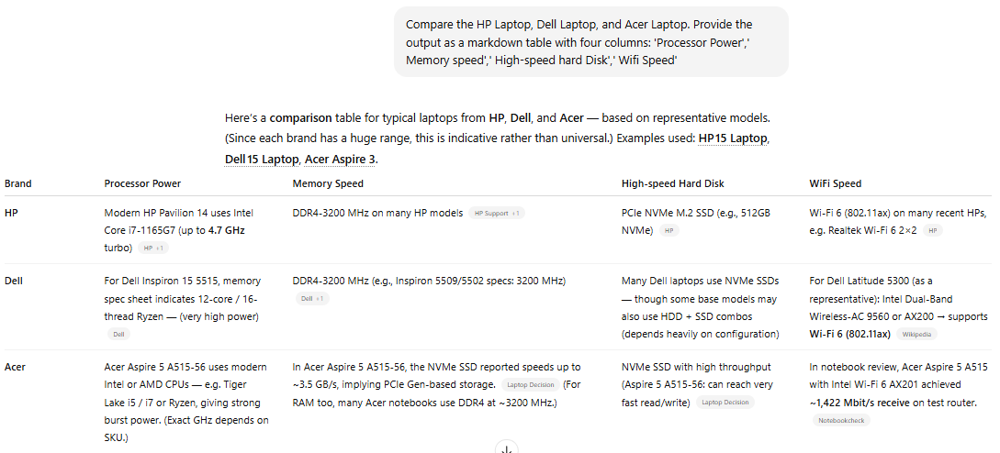 Compare the HP Laptop, Dell Laptop, and Acer Laptop. Provide the
output as a markdown table with four columns: 'Processor Power','
Memory speed',' High-speed hard Disk',' Wifi Speed'
Here's a comparison table for typical laptops from HP, Dell, and Acer — based on representative models.
(Since each brand has a huge range, this is indicative rather than universal.) Examples used: HP 15 Laptop,
Dell 15 Laptop, Acer Aspire 3.
Brand Processor Power Memory Speed High-speed Hard Disk WiFi Speed
HP
Modern HP Pavilion 14 uses Intel
Core i7-1165G7 (up to 4.7 GHz
turbo) HP +1
DDR4-3200 MHz on many HP models HP Support +1
PCIe NVMe M.2 SSD (e.g., 512GB
NVMe) HP
Wi-Fi 6 (802.11ax) on many recent HPs,
e.g. Realtek Wi-Fi 6 2×2 HP
Dell
For Dell Inspiron 15 5515, memory
spec sheet indicates 12-core / 16-
thread Ryzen — (very high power)
Dell
DDR4-3200 MHz (e.g., Inspiron 5509/5502 specs: 3200 MHz)
Dell +1
Many Dell laptops use NVMe SSDs
— though some base models may
also use HDD + SSD combos
(depends heavily on configuration)
For Dell Latitude 5300 (as a
representative): Intel Dual-Band
Wireless-AC 9560 or AX200 → supports
Wi-Fi 6 (802.11ax) Wikipedia
Acer
Acer Aspire 5 A515-56 uses modern
Intel or AMD CPUs — e.g. Tiger
Lake i5 / i7 or Ryzen, giving strong
burst power. (Exact GHz depends on
SKU.)
In Acer Aspire 5 A515-56, the NVMe SSD reported speeds up to
~3.5 GB/s, implying PCIe Gen-based storage. Laptop Decision (For
RAM too, many Acer notebooks use DDR4 at ~3200 MHz.)
NVMe SSD with high throughput
(Aspire 5 A515-56: can reach very
fast read/write) Laptop Decision
In notebook review, Acer Aspire 5 A515
with Intel Wi-Fi 6 AX201 achieved
~1,422 Mbit/s receive on test router.
Notebookcheck